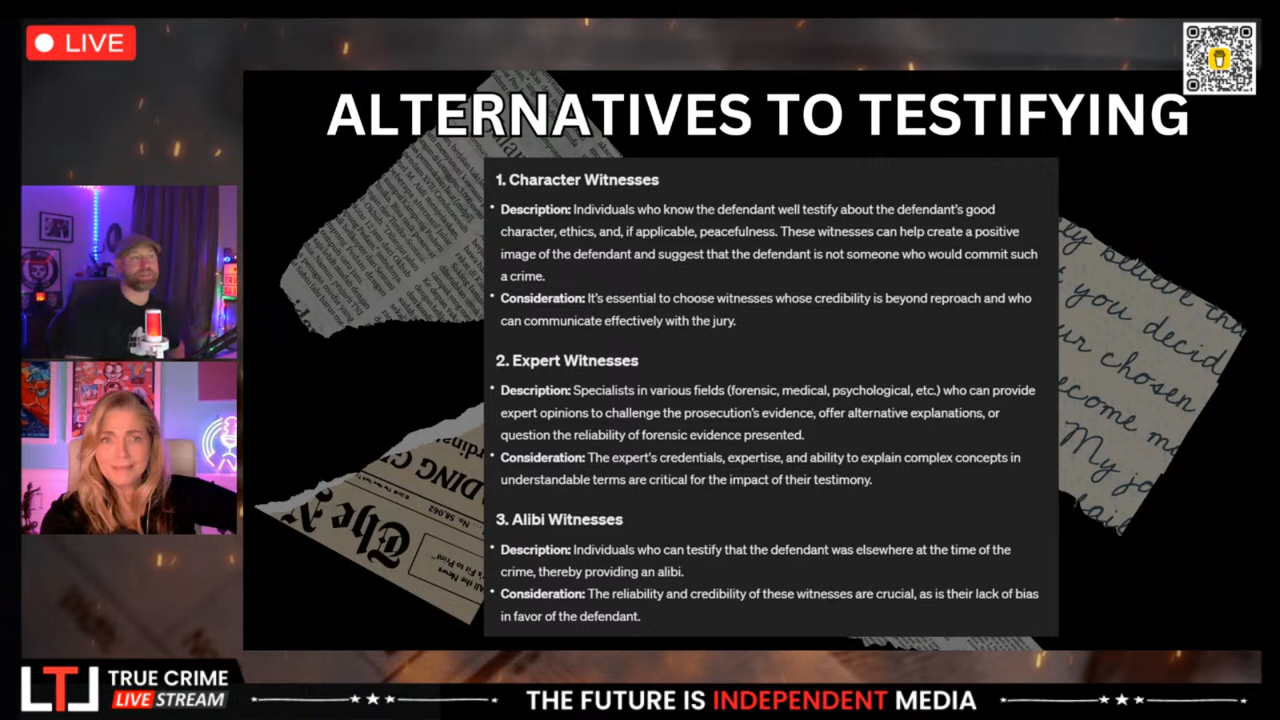 LIVE
ALTERNATIVES TO TESTIFYING
1. Character Witnesses
• Description: Individuals who know the defendant well testify about the defendant's good
character, ethics, and, if applicable, peacefulness. These witnesses can help create a positive
image of the defendant and suggest that the defendant is not someone who would commit such
a crime.
• Consideration: It's essential to choose witnesses whose credibility is beyond reproach and who
can communicate effectively with the jury.
2. Expert Witnesses
• Description: Specialists in various fields (forensic, medical, psychological, etc.) who can provide
expert opinions to challenge the prosecution's evidence, offer alternative explanations, or
question the reliability of forensic evidence presented.
• Consideration: The expert's credentials, expertise, and ability to explain complex concepts in
understandable terms are critical for the impact of their testimony.
3. Alibi Witnesses
• Description: Individuals who can testify that the defendant was elsewhere at the time of the
crime, thereby providing an alibi.
• Consideration: The reliability and credibility of these witnesses are crucial, as is their lack of bias
in favor of the defendant.
you decid
chosen
My
The
No. 58,062
All the News
LTL TRUE CRIME
LIVE STREAM
THE FUTURE IS INDEPENDENT MEDIA